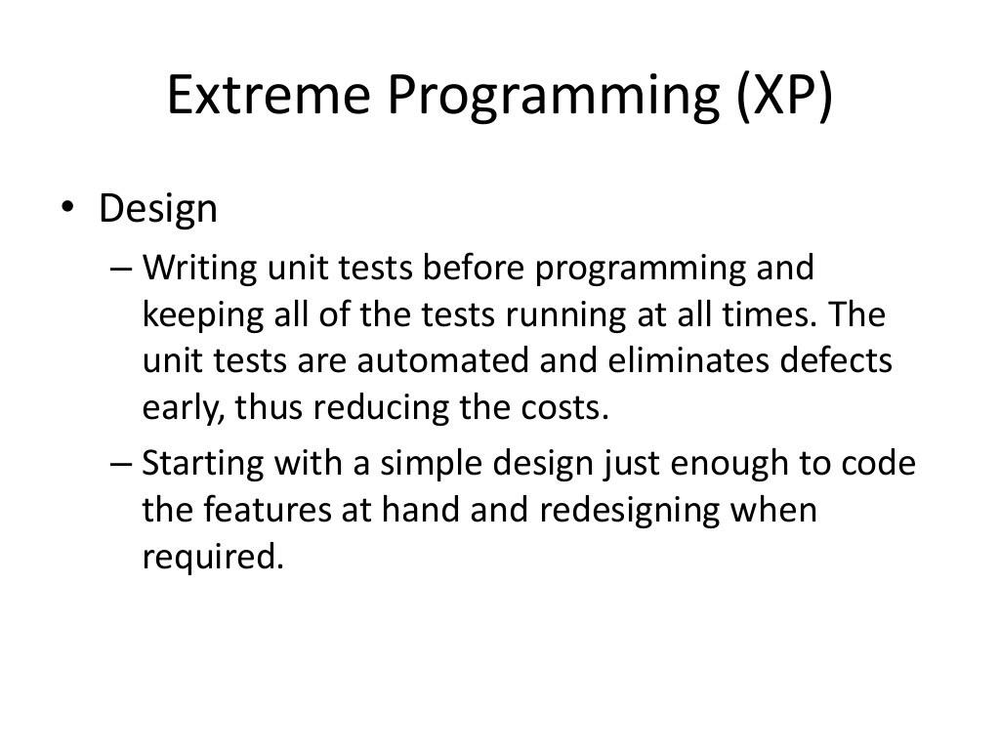 Extreme Programming (XP)
• Design
– Writing unit tests before programming and
keeping all of the tests running at all times. The
unit tests are automated and eliminates defects
early, thus reducing the costs.
– Starting with a simple design just enough to code
the features at hand and redesigning when
required.